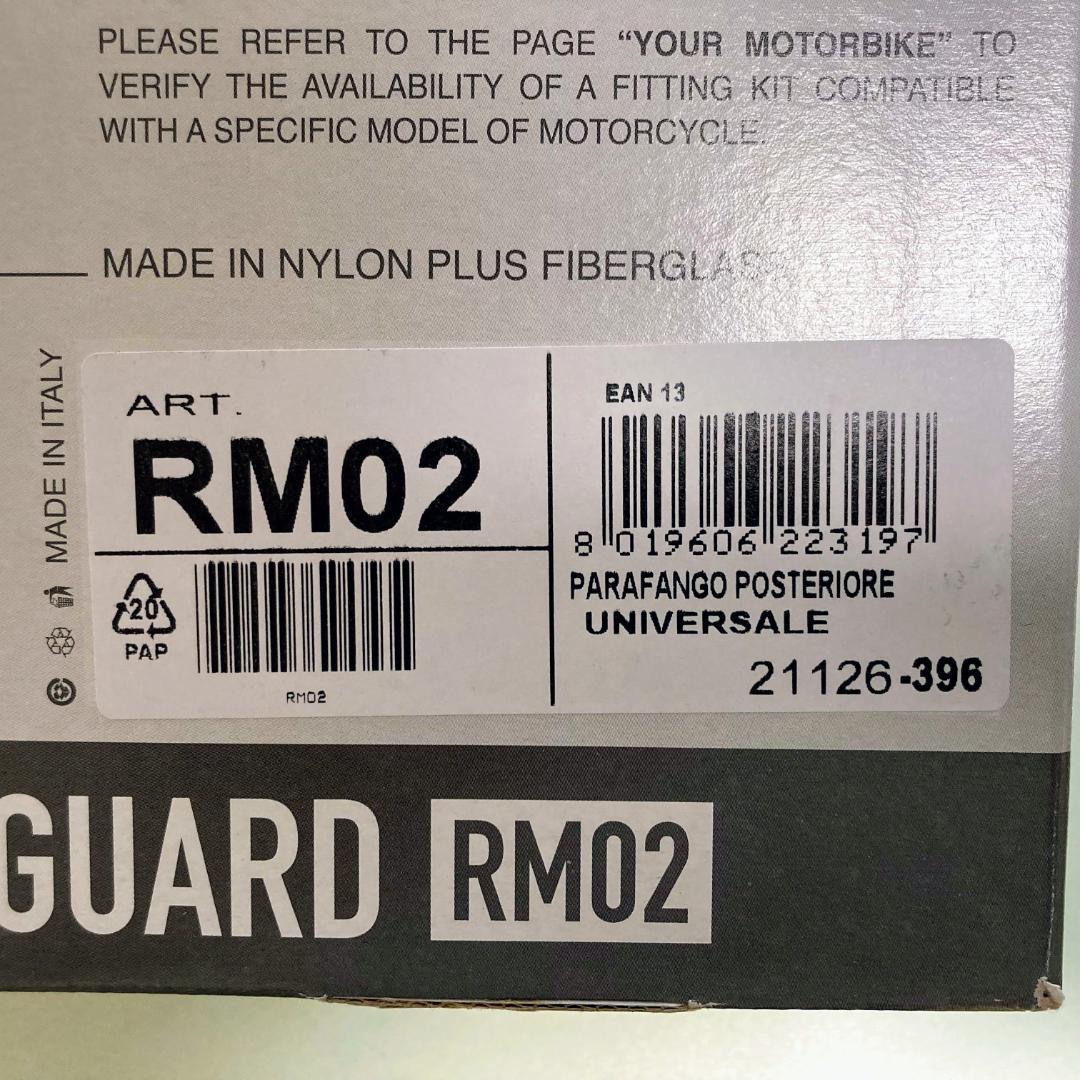 PLEASE REFER TO THE PAGE “YOUR MOTORBIKE” TO
VERIFY THE AVAILABILITY OF A FITTING KIT COMPATIBLE
WITH A SPECIFIC MODEL OF MOTORCYCLE.
MADE IN NYLON PLUS FIBERGLASS
MADE IN ITALY
ART.
RM02
20
PAP
RM02
EAN 13
8 019606 223197
PARAFANGO POSTERIORE
UNIVERSALE
21126-396
GUARD RM02